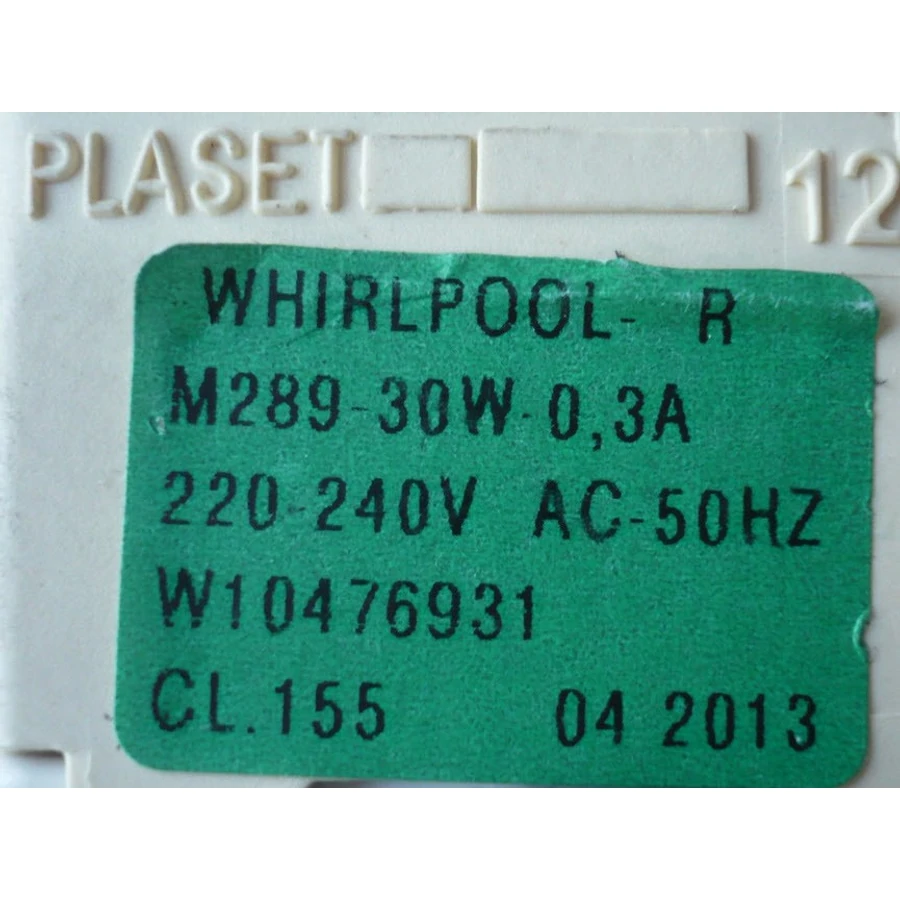 PLASET 12
WHIRLPOOL- R
M289-30W-0,3A
220-240V AC-50HZ
W10476931
CL.155 04 2013